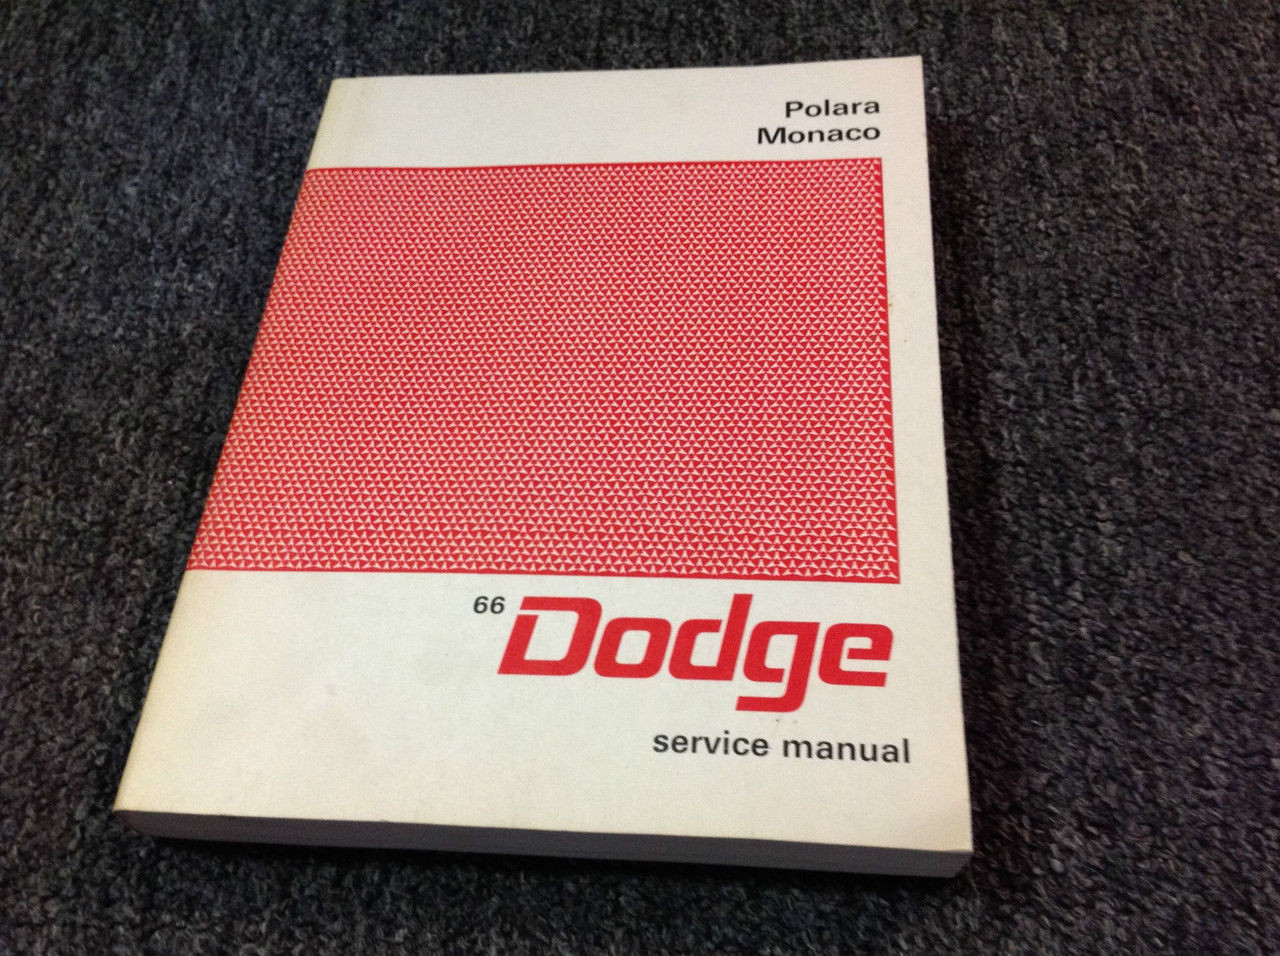 Polara
Monaco
66 Dodge
service manual